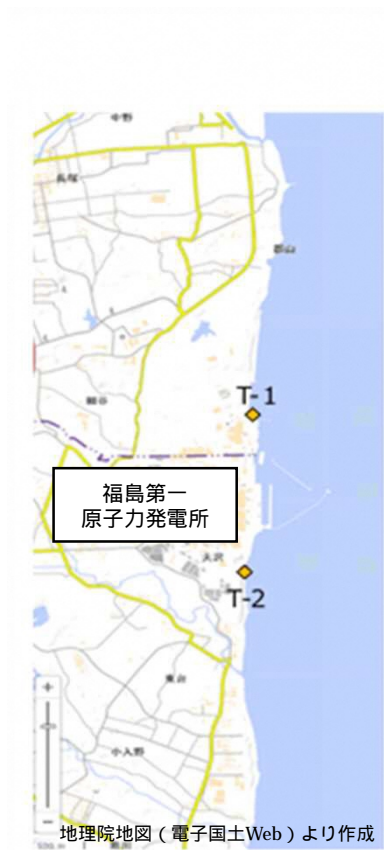 中野
長塚
郡山
T-1
細谷
福島第一
原子力発電所
夫沢
T-2
東台
+
小入野
−
地理院地図（電子国土Web）より作成